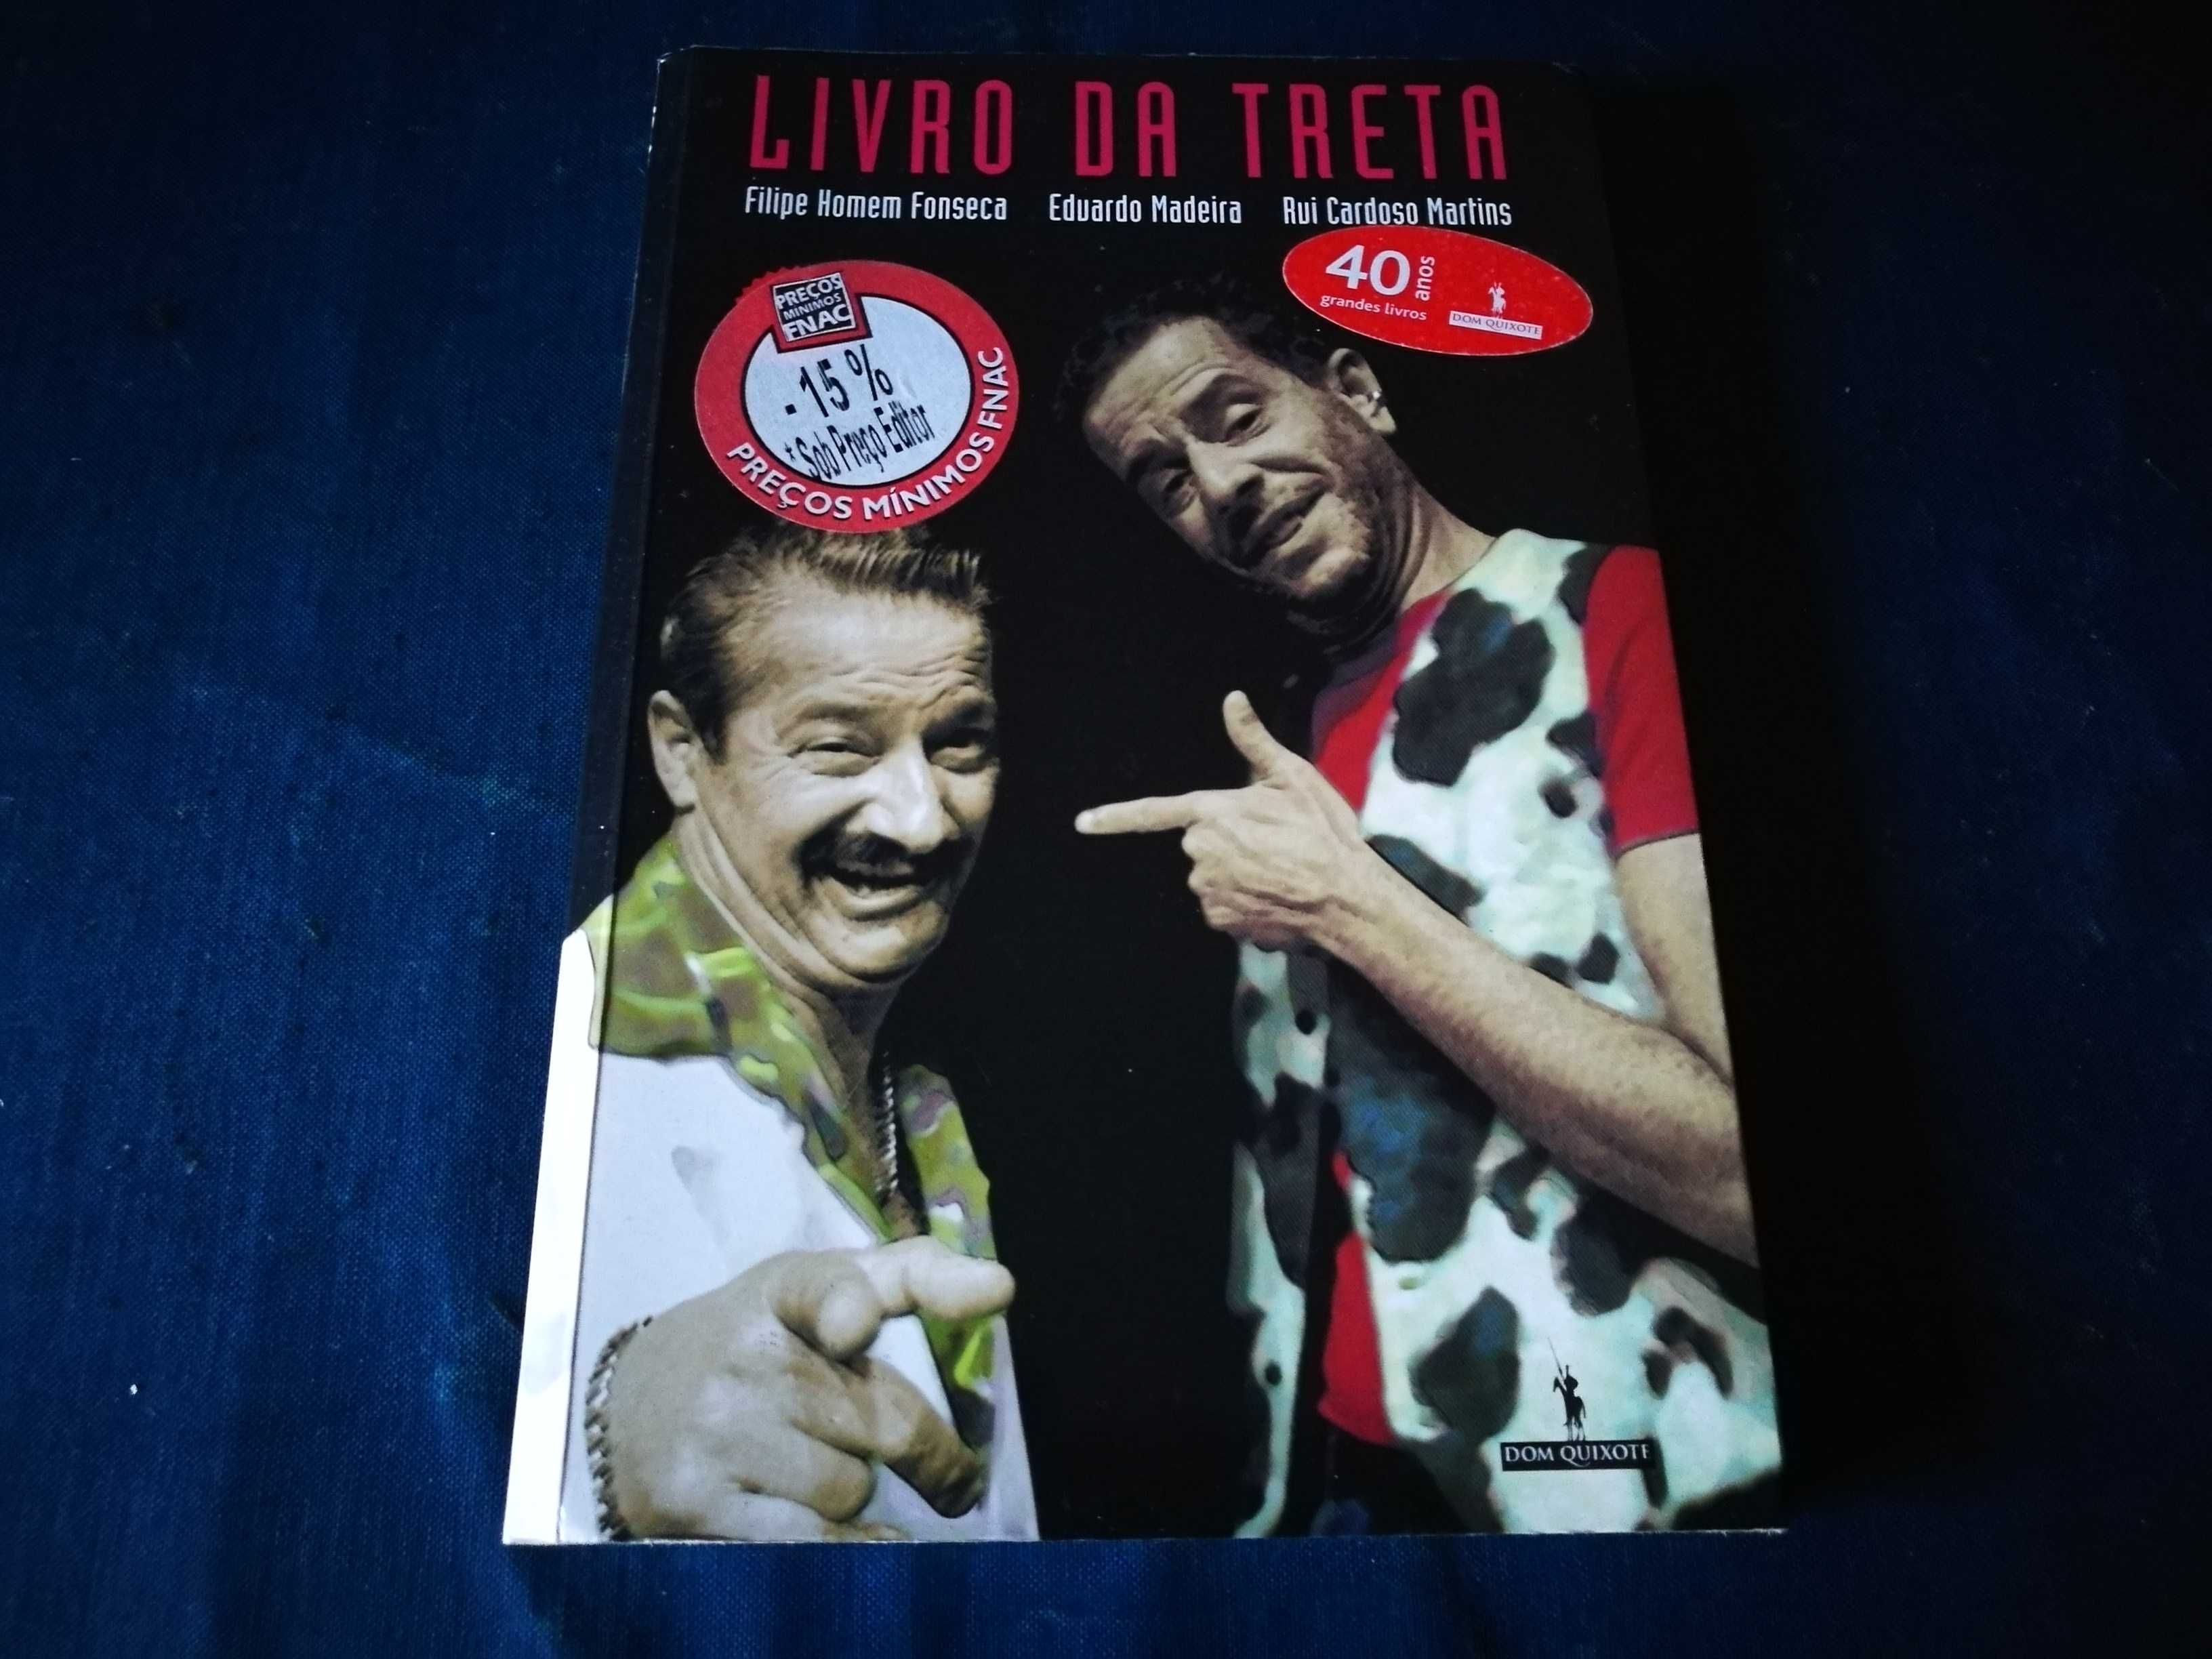 LIVRO DA TRETA
Filipe Homem Fonseca Eduardo Madeira Rui Cardoso Martins
40 anos
grandes livros
DOM QUIXOTE
PREÇOS
MINIMOS
FNAC
- 15 %
* Sob Preço Editor
PREÇOS MÍNIMOS FNAC
DOM QUIXOTE